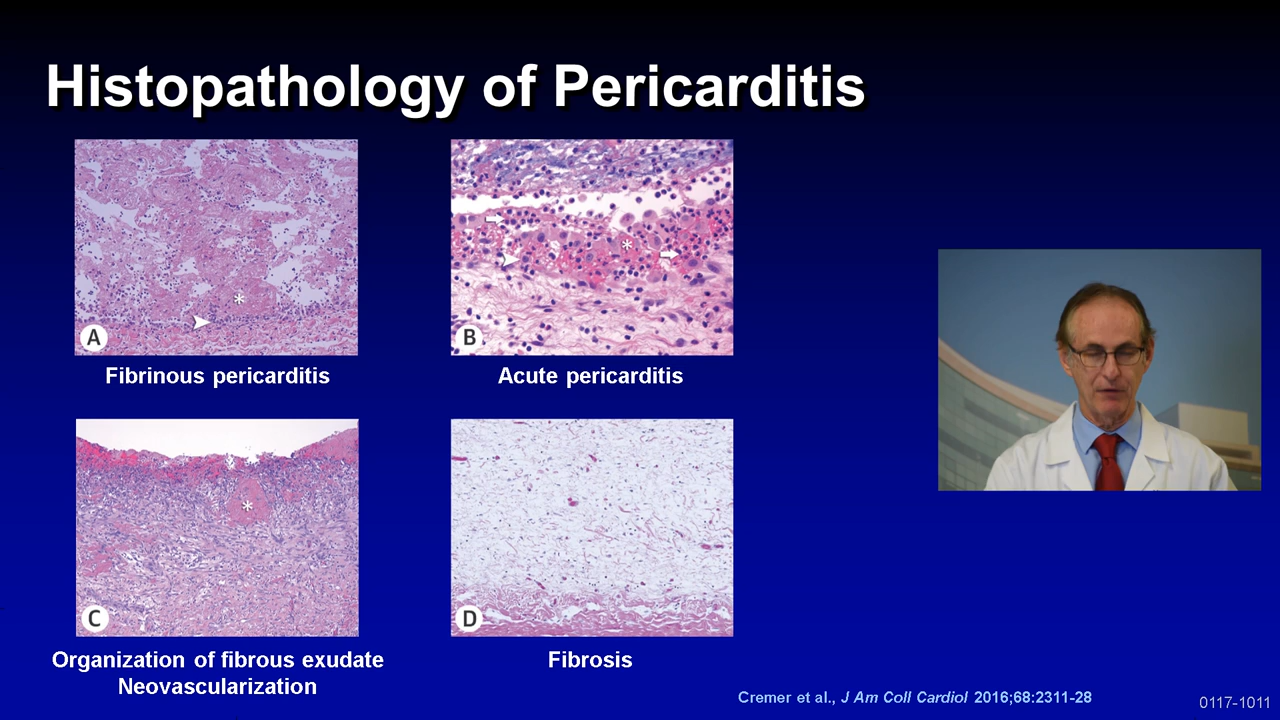 Histopathology of Pericarditis
*
A
Fibrinous pericarditis
*
B
Acute pericarditis
*
C
Organization of fibrous exudate
Neovascularization
D
Fibrosis
Cremer et al., J Am Coll Cardiol 2016;68:2311-28
0117-1011